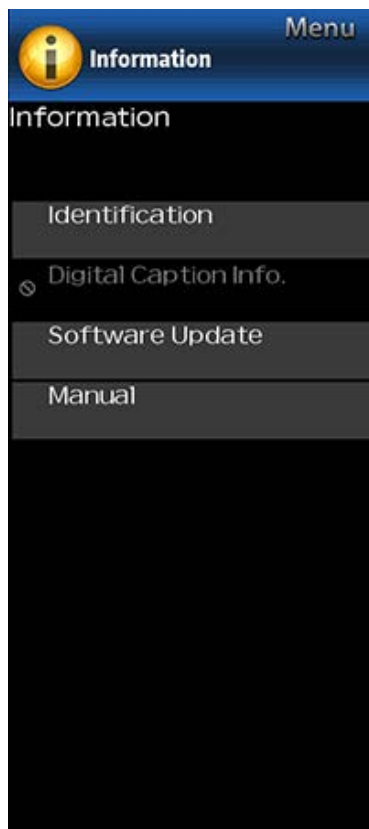 Menu
Information
Information
Identification
Digital Caption Info.
Software Update
Manual